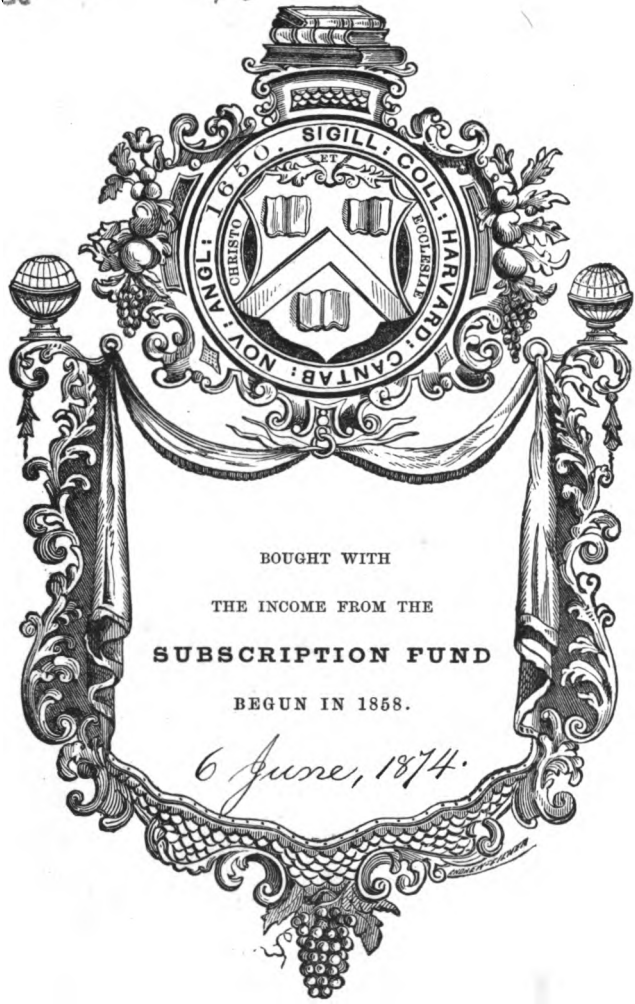 SIGILL: COLL: HARVARD: CANTAB: NOV: ANGL: 1650.
CHRISTO
ET
ECCLESIAE
BOUGHT WITH
THE INCOME FROM THE
SUBSCRIPTION FUND
BEGUN IN 1858.
6 June, 1874.